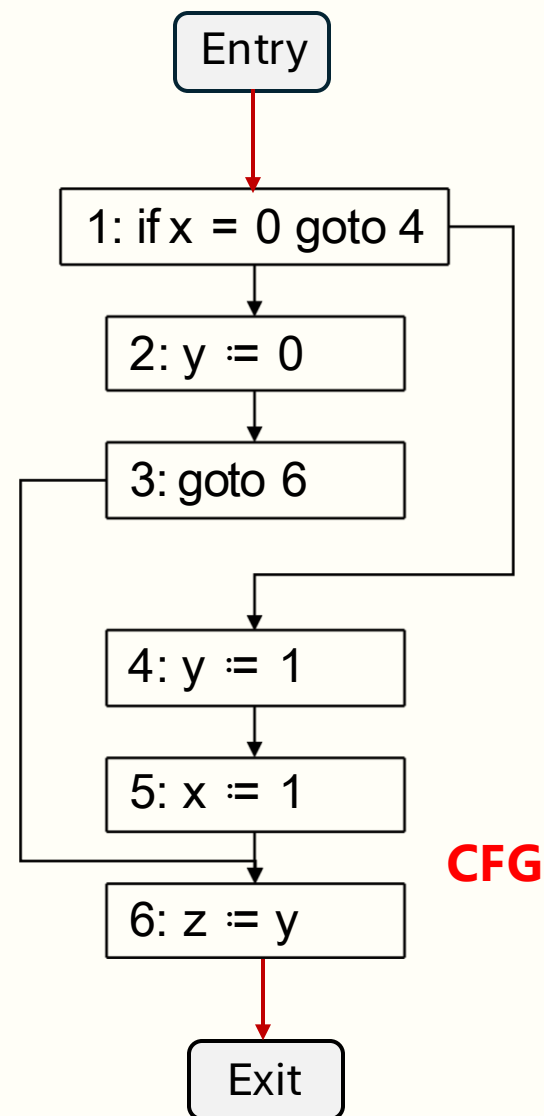 Entry
1: if x = 0 goto 4
2: y := 0
3: goto 6
4: y := 1
5: x := 1
CFG
6: z := y
Exit